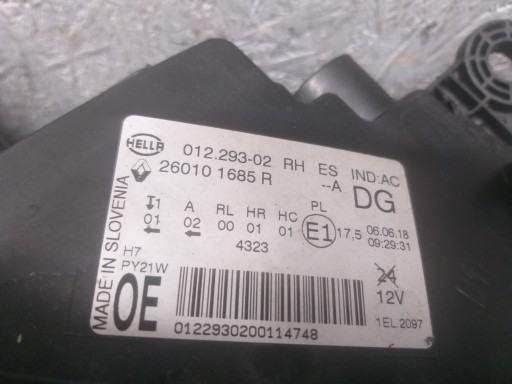 HELLA 012.293-02 RH ES IND:AC
26010 1685 R --A DG
1 A RL HR HC PL
01 02 00 01 01 E1 17,5 06.06.18
09:29:31
4323
H7
PY21W
24
12V
OE
0122930200114748
1EL.2097
MADE IN SLOVENIA